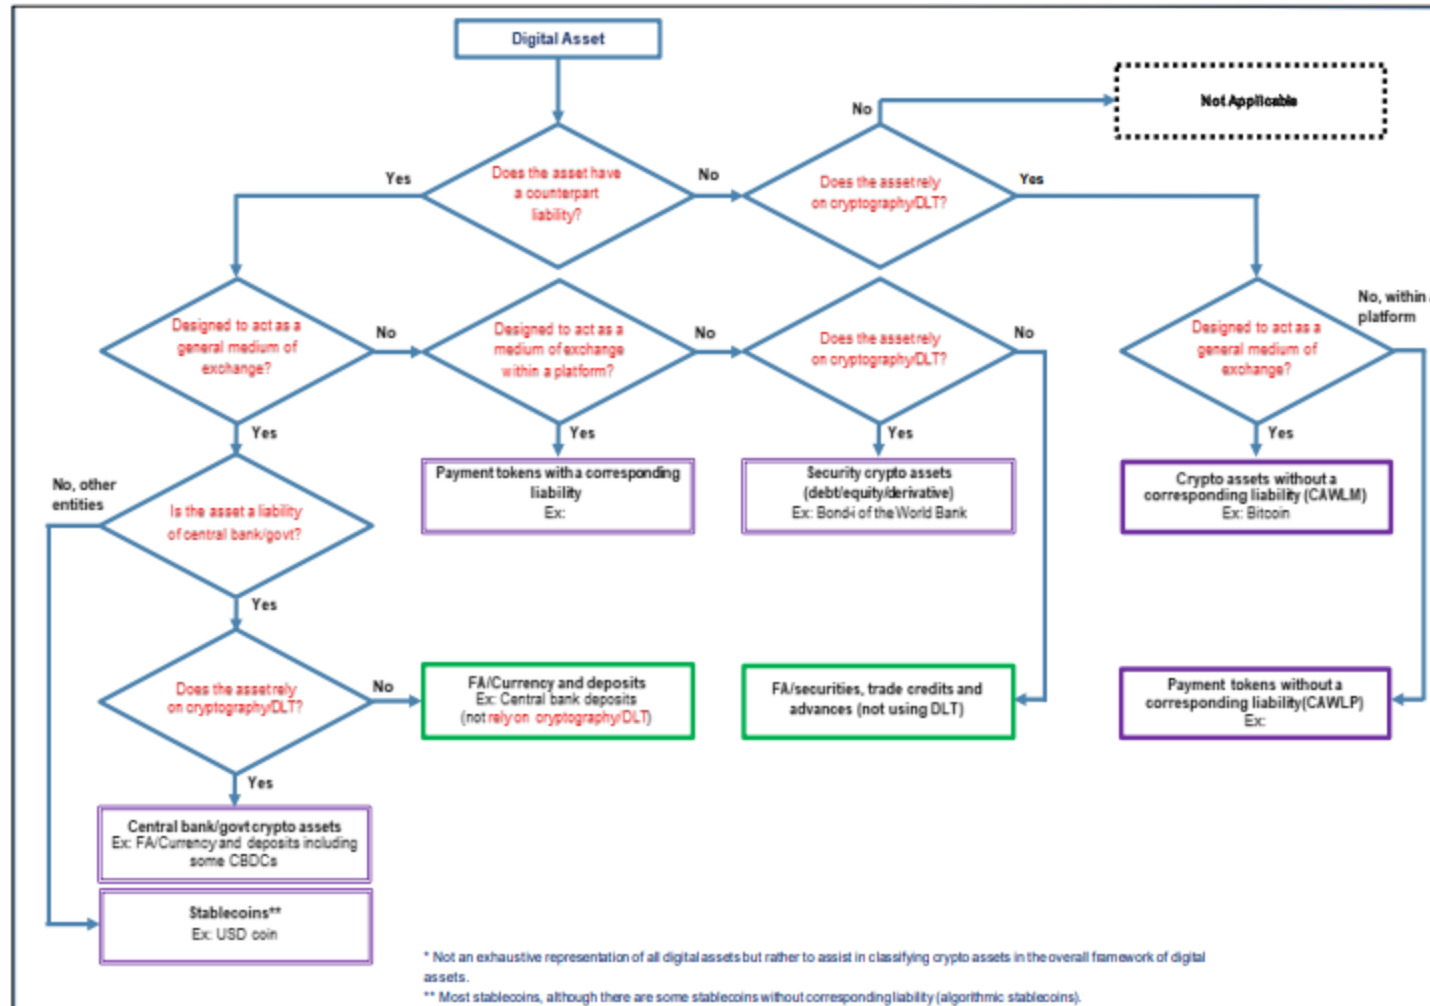 Digital Asset
Not Applicable
No
Does the asset have
a counterpart
liability?
Yes
No
Does the asset rely
on cryptography/DLT?
Yes
Designed to act as a
general medium of
exchange?
No
Designed to act as a
medium of exchange
within a platform?
No
Does the asset rely
on cryptography/DLT?
No
Designed to act as a
general medium of
exchange?
No, within
platform
Yes
Yes
Yes
Yes
No, other
entities
Is the asset a liability
of central bank/govt?
Payment tokens with a corresponding
liability
Ex:
Security crypto assets
(debt/equity/derivative)
Ex: Bond-i of the World Bank
Crypto assets without a
corresponding liability (CAWLM)
Ex: Bitcoin
Yes
Does the asset rely
on cryptography/DLT?
No
FA/Currency and deposits
Ex: Central bank deposits
(not rely on cryptography/DLT)
FA/securities, trade credits and
advances (not using DLT)
Payment tokens without a
corresponding liability(CAWLP)
Ex:
Yes
Central bank/govt crypto assets
Ex: FA/Currency and deposits including
some CBDCs
Stablecoins**
Ex: USD coin
* Not an exhaustive representation of all digital assets but rather to assist in classifying crypto assets in the overall framework of digital
assets.
** Most stablecoins, although there are some stablecoins without corresponding liability (algorithmic stablecoins).